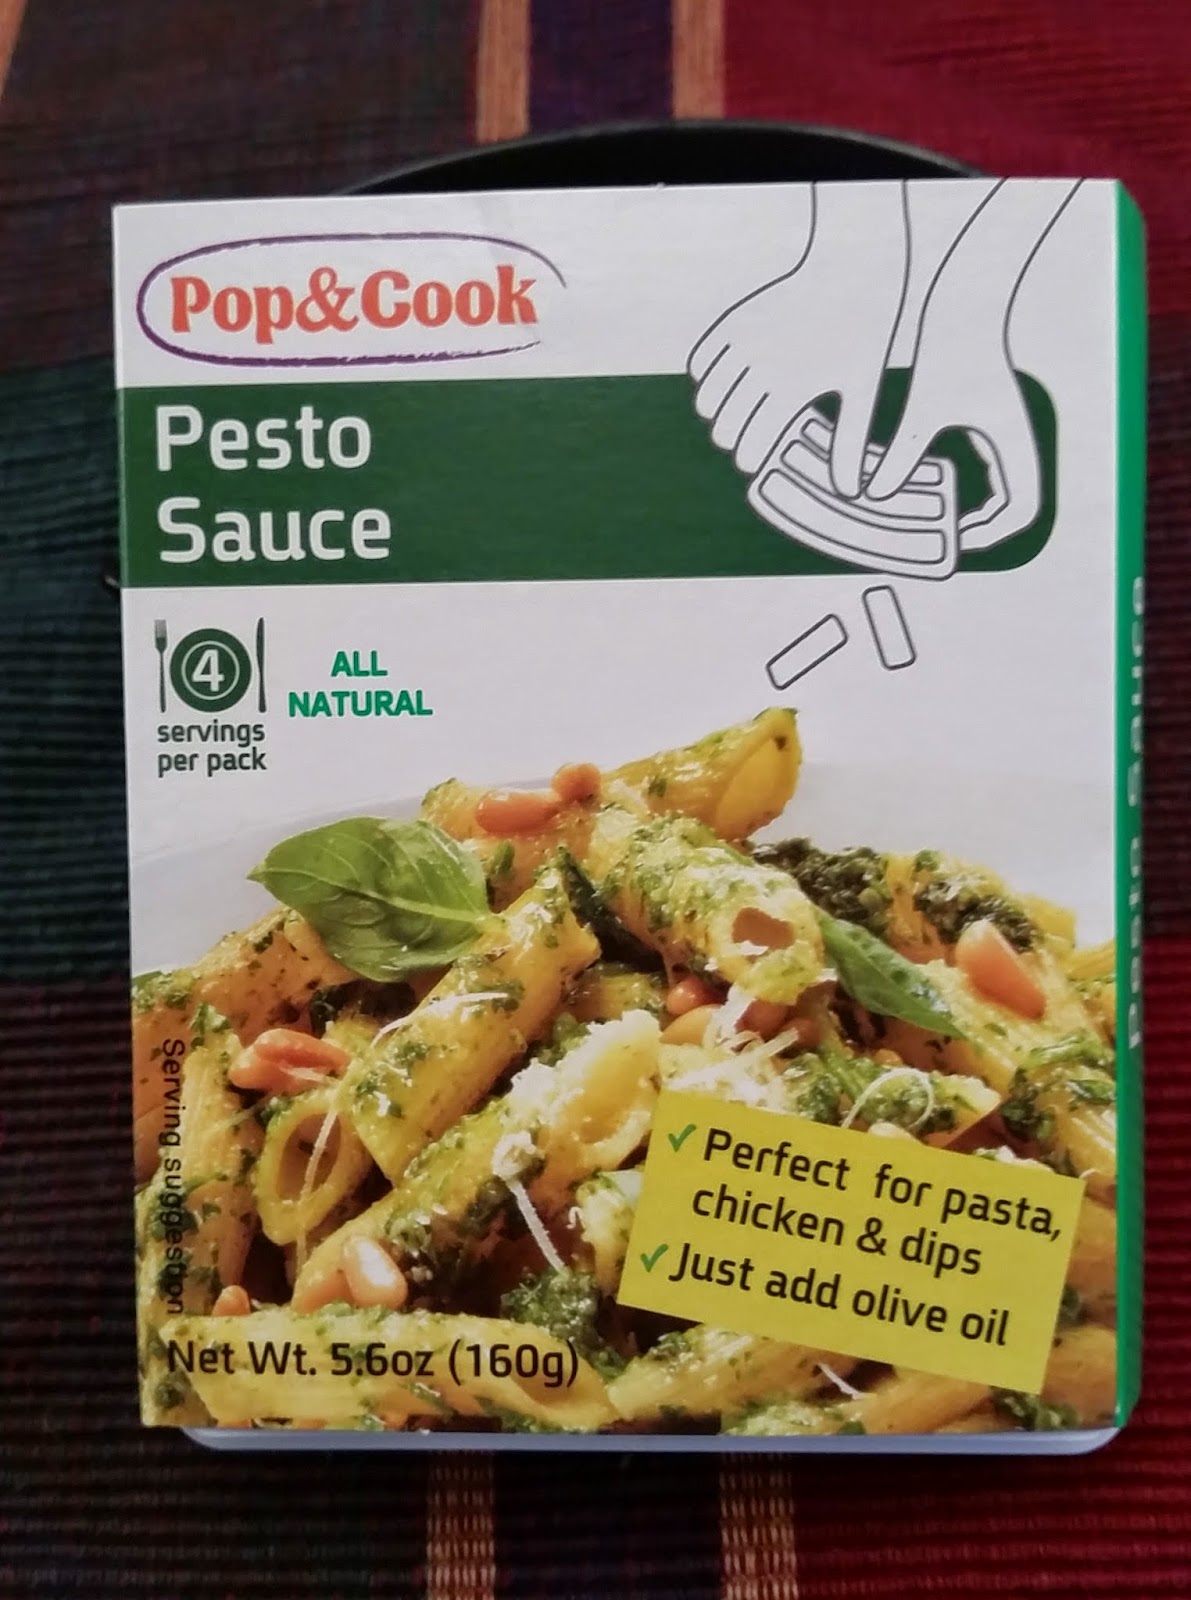 Pop&Cook
Pesto
Sauce
4
servings
per pack
ALL
NATURAL
Serving suggestion
✓ Perfect for pasta,
chicken & dips
✓ Just add olive oil
Net Wt. 5.6oz (160g)